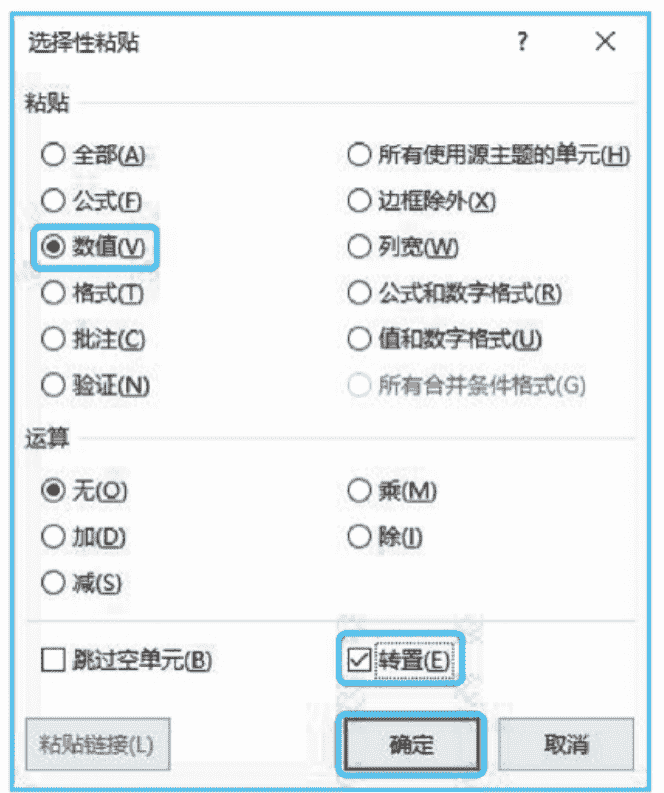 选择性粘贴 ?
粘贴
全部(A) 所有使用源主题的单元(H)
公式(F) 边框除外(X)
数值(V) 列宽(W)
格式(T) 公式和数字格式(R)
批注(C) 值和数字格式(U)
验证(N) 所有合并条件格式(G)
运算
无(O) 乘(M)
加(D) 除(I)
减(S)
跳过空单元(B) 转置(E)
粘贴链接(L) 确定 取消